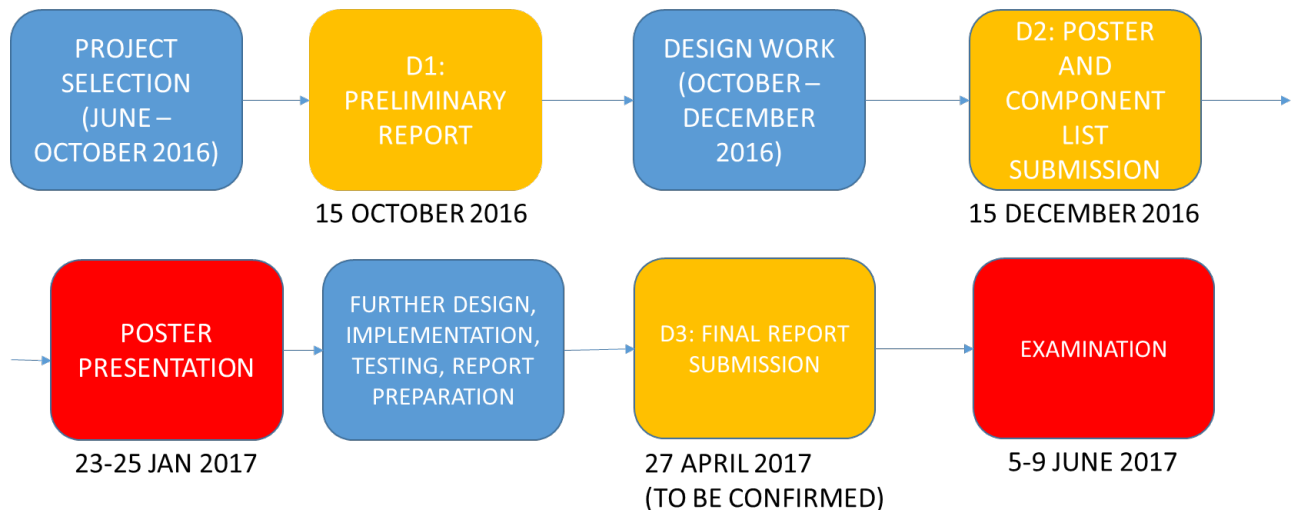 PROJECT
SELECTION
(JUNE –
OCTOBER 2016)
D1:
PRELIMINARY
REPORT
15 OCTOBER 2016
DESIGN WORK
(OCTOBER –
DECEMBER
2016)
D2: POSTER
AND
COMPONENT
LIST
SUBMISSION
15 DECEMBER 2016
POSTER
PRESENTATION
23-25 JAN 2017
FURTHER DESIGN,
IMPLEMENTATION,
TESTING, REPORT
PREPARATION
D3: FINAL REPORT
SUBMISSION
27 APRIL 2017
(TO BE CONFIRMED)
EXAMINATION
5-9 JUNE 2017